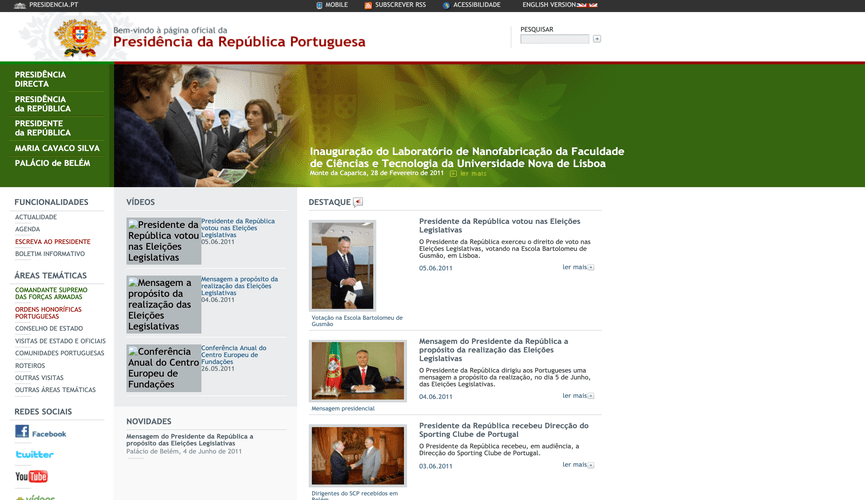 PRESIDENCIA.PT
MOBILE
SUBSCREVER RSS
ACESSIBILIDADE
ENGLISH VERSION
Bem-vindo à página oficial da
Presidência da República Portuguesa
PESQUISAR
PRESIDÊNCIA
DIRECTA
PRESIDÊNCIA
da REPÚBLICA
PRESIDENTE
da REPÚBLICA
MARIA CAVACO SILVA
PALÁCIO de BELÉM
Inauguração do Laboratório de Nanofabricação da Faculdade
de Ciências e Tecnologia da Universidade Nova de Lisboa
Monte da Caparica, 28 de Fevereiro de 2011
ler mais
FUNCIONALIDADES
ACTUALIDADE
AGENDA
ESCREVA AO PRESIDENTE
BOLETIM INFORMATIVO
ÁREAS TEMÁTICAS
COMANDANTE SUPREMO
DAS FORÇAS ARMADAS
ORDENS HONORÍFICAS
PORTUGUESAS
CONSELHO DE ESTADO
VISITAS DE ESTADO E OFICIAIS
COMUNIDADES PORTUGUESAS
ROTEIROS
OUTRAS VISITAS
OUTRAS ÁREAS TEMÁTICAS
REDES SOCIAIS
Facebook
twitter
YouTube
vídeos
VÍDEOS
Presidente da
República votou
nas Eleições
Legislativas
Presidente da República
votou nas Eleições
Legislativas
05.06.2011
Mensagem a
propósito da
realização das
Eleições
Legislativas
Mensagem a propósito da
realização das Eleições
Legislativas
04.06.2011
Conferência
Anual do Centro
Europeu de
Fundações
Conferência Anual do
Centro Europeu de
Fundações
26.05.2011
NOVIDADES
Mensagem do Presidente da República a
propósito das Eleições Legislativas
Palácio de Belém, 4 de Junho de 2011
DESTAQUE
Votação na Escola Bartolomeu de
Gusmão
Presidente da República votou nas Eleições
Legislativas
O Presidente da República exerceu o direito de voto nas
Eleições Legislativas, votando na Escola Bartolomeu de
Gusmão, em Lisboa.
05.06.2011
ler mais
Mensagem presidencial
Mensagem do Presidente da República a
propósito da realização das Eleições
Legislativas
O Presidente da República dirigiu aos Portugueses uma
mensagem a propósito da realização, no dia 5 de Junho,
das Eleições Legislativas.
04.06.2011
ler mais
Dirigentes do SCP recebidos em
Belém
Presidente da República recebeu Direcção do
Sporting Clube de Portugal
O Presidente da República recebeu, em audiência, a
Direcção do Sporting Clube de Portugal.
03.06.2011
ler mais